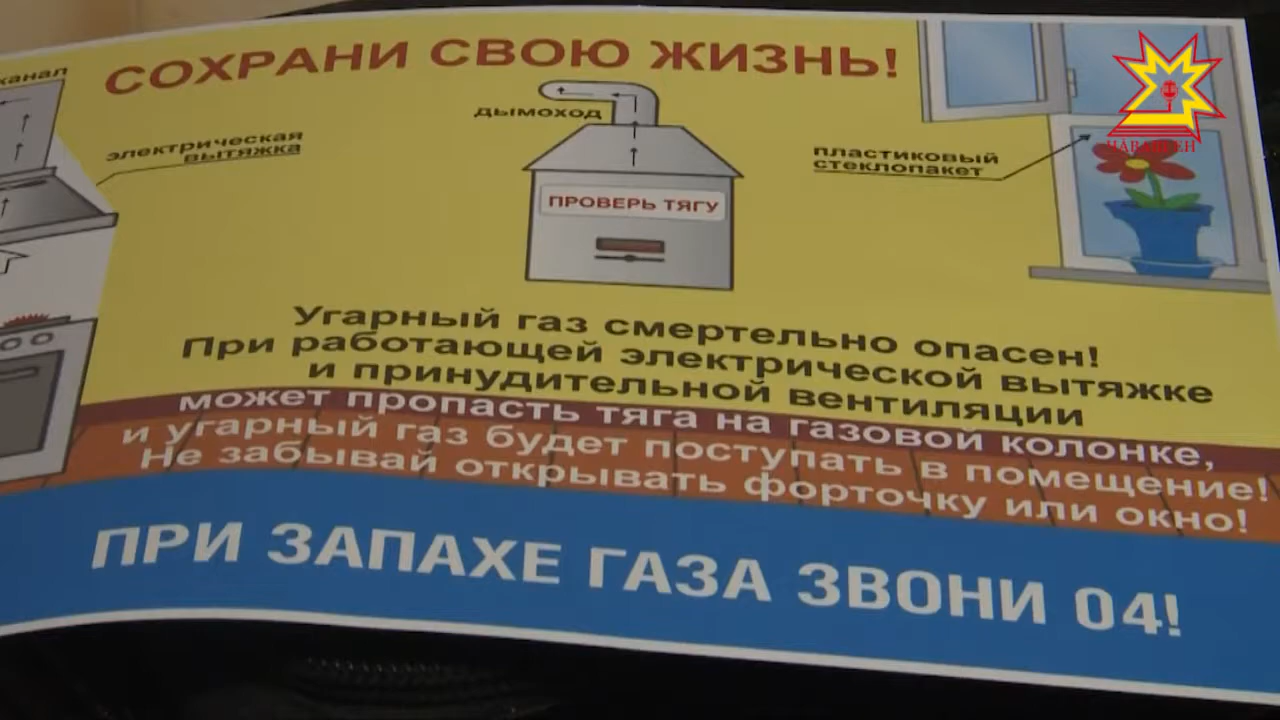 СОХРАНИ СВОЮ ЖИЗНЬ!
канал
электрическая
вытяжка
дымоход
ПРОВЕРЬ ТЯГУ
пластиковый
стеклопакет
Угарный газ смертельно опасен!
При работающей электрической вытяжке
и принудительной вентиляции
может пропасть тяга на газовой колонке,
и угарный газ будет поступать в помещение!
Не забывай открывать форточку или окно!
ПРИ ЗАПАХЕ ГАЗА ЗВОНИ 04!